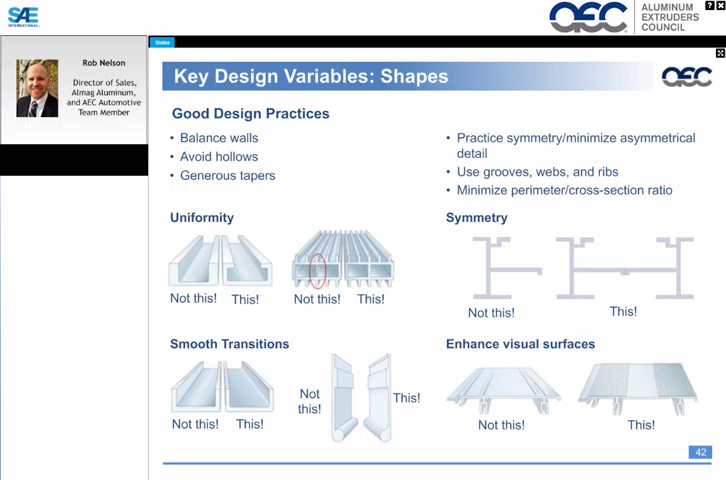 SAE
INTERNATIONAL
AEC
ALUMINUM
EXTRUDERS
COUNCIL
Slides
Rob Nelson
Director of Sales,
Almag Aluminum,
and AEC Automotive
Team Member
Key Design Variables: Shapes
AEC
Good Design Practices
• Balance walls
• Avoid hollows
• Generous tapers
• Practice symmetry/minimize asymmetrical
detail
• Use grooves, webs, and ribs
• Minimize perimeter/cross-section ratio
Uniformity
Not this! This!
Not this! This!
Symmetry
Not this!
This!
Smooth Transitions
Not this! This!
Not
this!
This!
Enhance visual surfaces
Not this!
This!
42